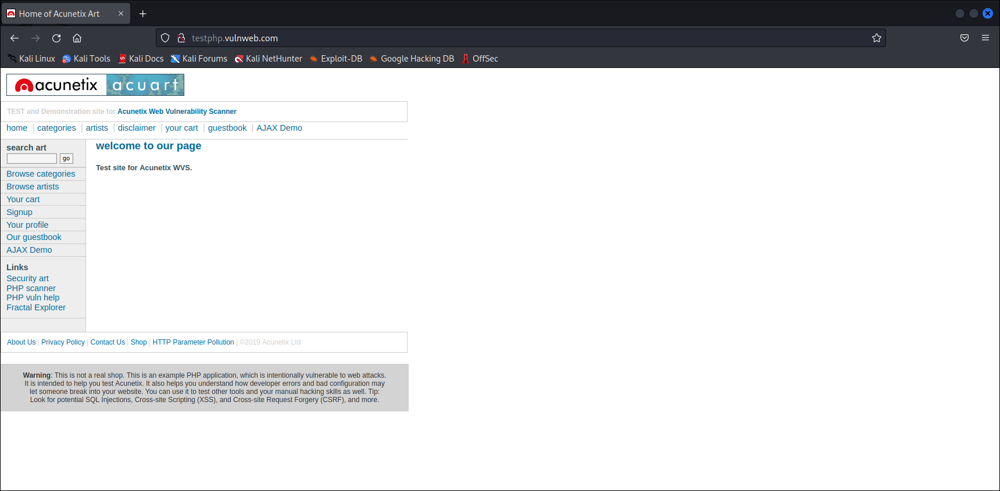 Home of Acunetix Art
testphp.vulnweb.com
Kali Linux Kali Tools Kali Docs Kali Forums Kali NetHunter Exploit-DB Google Hacking DB OffSec
acunetix acuart
TEST and Demonstration site for Acunetix Web Vulnerability Scanner
home | categories | artists | disclaimer | your cart | guestbook | AJAX Demo
search art
go
Browse categories
Browse artists
Your cart
Signup
Your profile
Our guestbook
AJAX Demo
Links
Security art
PHP scanner
PHP vuln help
Fractal Explorer
welcome to our page
Test site for Acunetix WVS.
About Us | Privacy Policy | Contact Us | Shop | HTTP Parameter Pollution | ©2019 Acunetix Ltd
Warning: This is not a real shop. This is an example PHP application, which is intentionally vulnerable to web attacks.
It is intended to help you test Acunetix. It also helps you understand how developer errors and bad configuration may
let someone break into your website. You can use it to test other tools and your manual hacking skills as well. Tip:
Look for potential SQL Injections, Cross-site Scripting (XSS), and Cross-site Request Forgery (CSRF), and more.